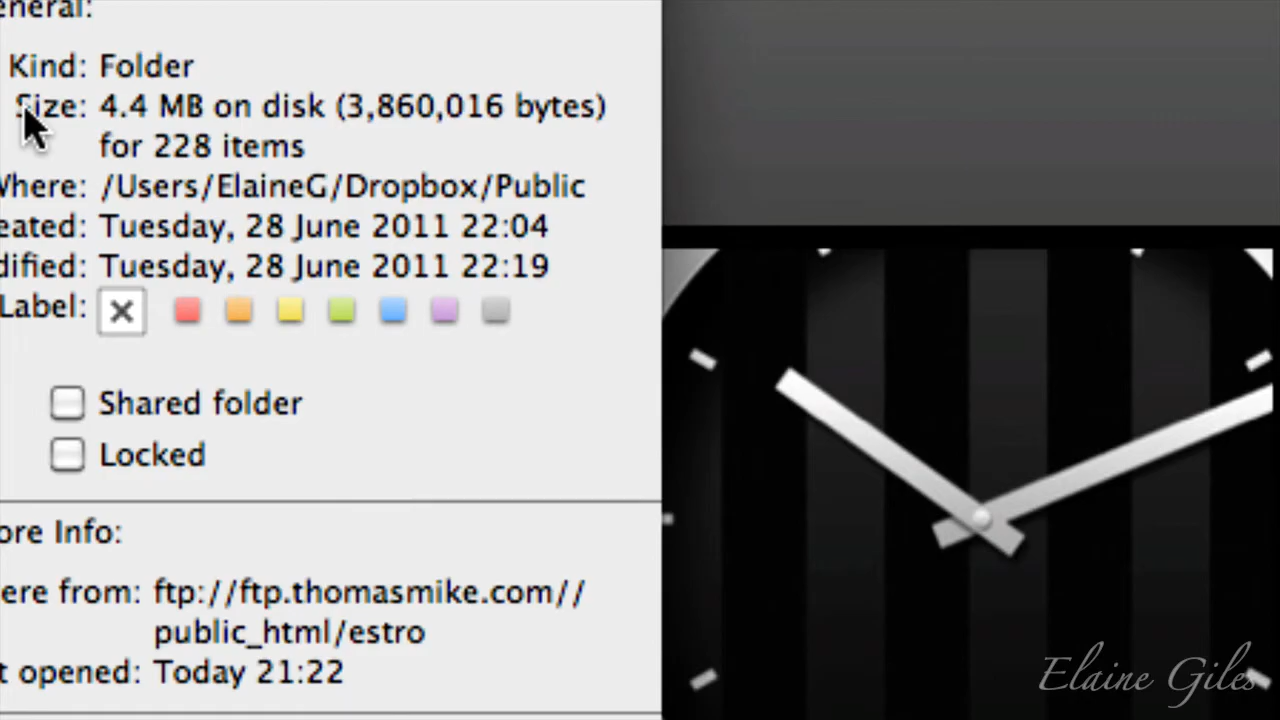 eneral:
Kind: Folder
Size: 4.4 MB on disk (3,860,016 bytes)
for 228 items
Where: /Users/ElaineG/Dropbox/Public
eated: Tuesday, 28 June 2011 22:04
dified: Tuesday, 28 June 2011 22:19
Label:
Shared folder
Locked
ore Info:
ere from: ftp://ftp.thomasmike.com//
public_html/estro
t opened: Today 21:22
Elaine Giles